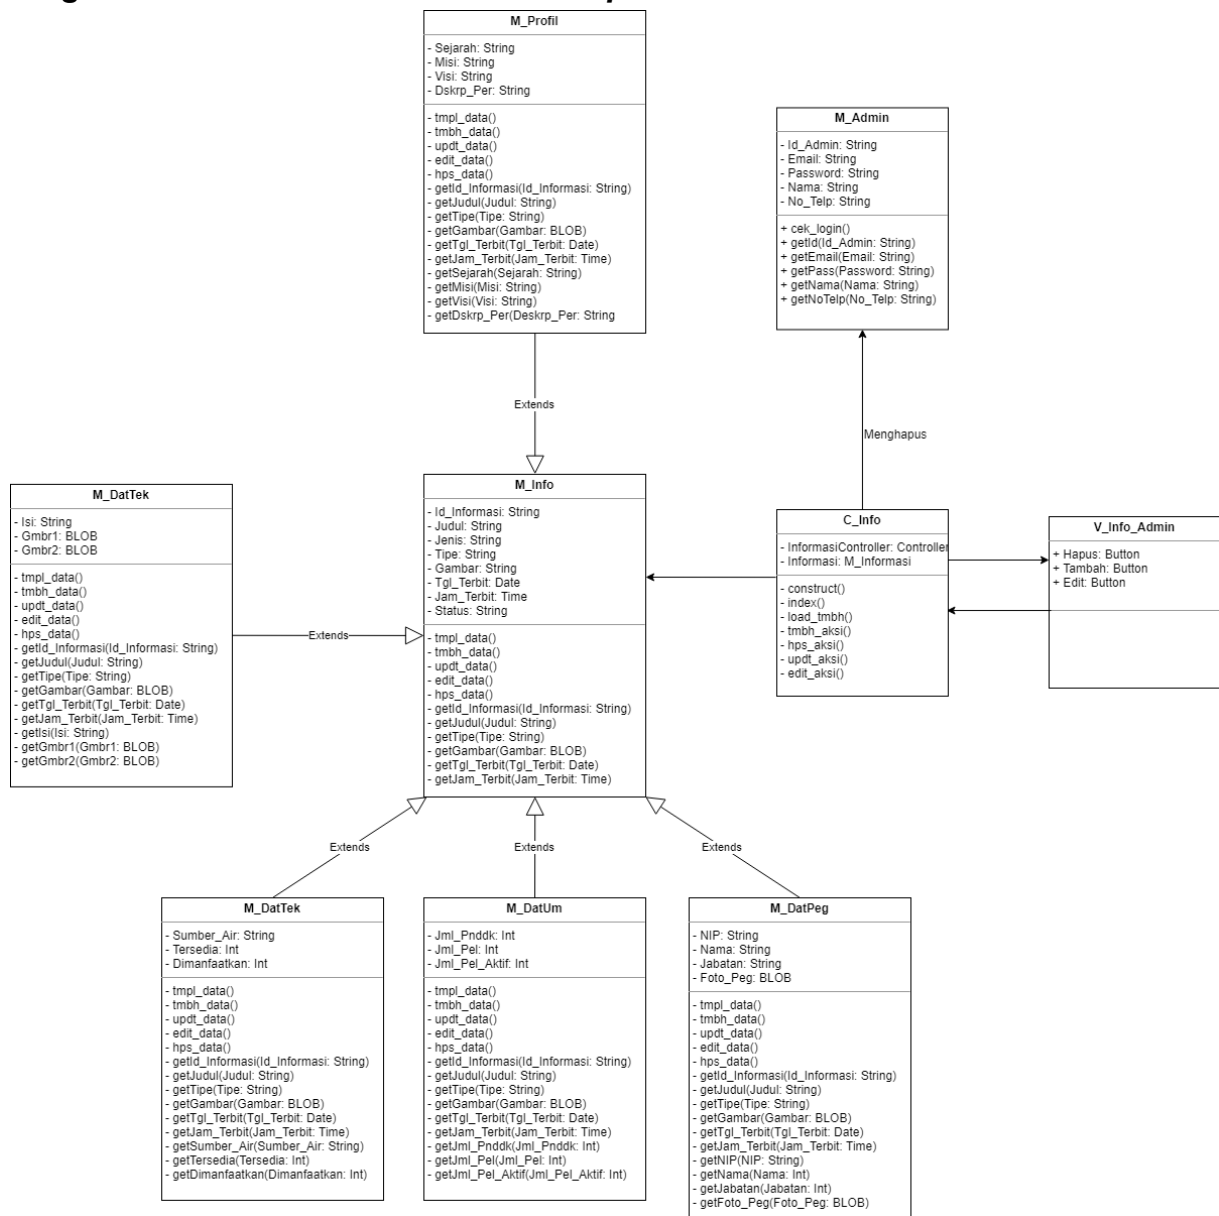 M_Profil
- Sejarah: String
- Misi: String
- Visi: String
- Dskrp_Per: String
- tmpl_data()
- tmbh_data()
- updt_data()
- edit_data()
- hps_data()
- getId_Informasi(Id_Informasi: String)
- getJudul(Judul: String)
- getTipe(Tipe: String)
- getGambar(Gambar: BLOB)
- getTgl_Terbit(Tgl_Terbit: Date)
- getJam_Terbit(Jam_Terbit: Time)
- getSejarah(Sejarah: String)
- getMisi(Misi: String)
- getVisi(Visi: String)
- getDskrp_Per(Deskrp_Per: String
M_Admin
- Id_Admin: String
- Email: String
- Password: String
- Nama: String
- No_Telp: String
+ cek_login()
+ getId(Id_Admin: String)
+ getEmail(Email: String)
+ getPass(Password: String)
+ getNama(Nama: String)
+ getNoTelp(No_Telp: String)
Extends
Menghapus
M_DatTek
- Isi: String
- Gmbr1: BLOB
- Gmbr2: BLOB
- tmpl_data()
- tmbh_data()
- updt_data()
- edit_data()
- hps_data()
- getId_Informasi(Id_Informasi: String)
- getJudul(Judul: String)
- getTipe(Tipe: String)
- getGambar(Gambar: BLOB)
- getTgl_Terbit(Tgl_Terbit: Date)
- getJam_Terbit(Jam_Terbit: Time)
- getIsi(Isi: String)
- getGmbr1(Gmbr1: BLOB)
- getGmbr2(Gmbr2: BLOB)
Extends
M_Info
- Id_Informasi: String
- Judul: String
- Jenis: String
- Tipe: String
- Gambar: String
- Tgl_Terbit: Date
- Jam_Terbit: Time
- Status: String
- tmpl_data()
- tmbh_data()
- updt_data()
- edit_data()
- hps_data()
- getId_Informasi(Id_Informasi: String)
- getJudul(Judul: String)
- getTipe(Tipe: String)
- getGambar(Gambar: BLOB)
- getTgl_Terbit(Tgl_Terbit: Date)
- getJam_Terbit(Jam_Terbit: Time)
C_Info
- InformasiController: Controller
- Informasi: M_Informasi
- construct()
- index()
- load_tmbh()
- tmbh_aksi()
- hps_aksi()
- updt_aksi()
- edit_aksi()
V_Info_Admin
+ Hapus: Button
+ Tambah: Button
+ Edit: Button
Extends
Extends
Extends
M_DatTek
- Sumber_Air: String
- Tersedia: Int
- Dimanfaatkan: Int
- tmpl_data()
- tmbh_data()
- updt_data()
- edit_data()
- hps_data()
- getId_Informasi(Id_Informasi: String)
- getJudul(Judul: String)
- getTipe(Tipe: String)
- getGambar(Gambar: BLOB)
- getTgl_Terbit(Tgl_Terbit: Date)
- getJam_Terbit(Jam_Terbit: Time)
- getSumber_Air(Sumber_Air: String)
- getTersedia(Tersedia: Int)
- getDimanfaatkan(Dimanfaatkan: Int)
M_DatUm
- Jml_Pnddk: Int
- Jml_Pel: Int
- Jml_Pel_Aktif: Int
- tmpl_data()
- tmbh_data()
- updt_data()
- edit_data()
- hps_data()
- getId_Informasi(Id_Informasi: String)
- getJudul(Judul: String)
- getTipe(Tipe: String)
- getGambar(Gambar: BLOB)
- getTgl_Terbit(Tgl_Terbit: Date)
- getJam_Terbit(Jam_Terbit: Time)
- getJml_Pnddk(Jml_Pnddk: Int)
- getJml_Pel(Jml_Pel: Int)
- getJml_Pel_Aktif(Jml_Pel_Aktif: Int)
M_DatPeg
- NIP: String
- Nama: String
- Jabatan: String
- Foto_Peg: BLOB
- tmpl_data()
- tmbh_data()
- updt_data()
- edit_data()
- hps_data()
- getId_Informasi(Id_Informasi: String)
- getJudul(Judul: String)
- getTipe(Tipe: String)
- getGambar(Gambar: BLOB)
- getTgl_Terbit(Tgl_Terbit: Date)
- getJam_Terbit(Jam_Terbit: Time)
- getNIP(NIP: String)
- getNama(Nama: Int)
- getJabatan(Jabatan: Int)
- getFoto_Peg(Foto_Peg: BLOB)